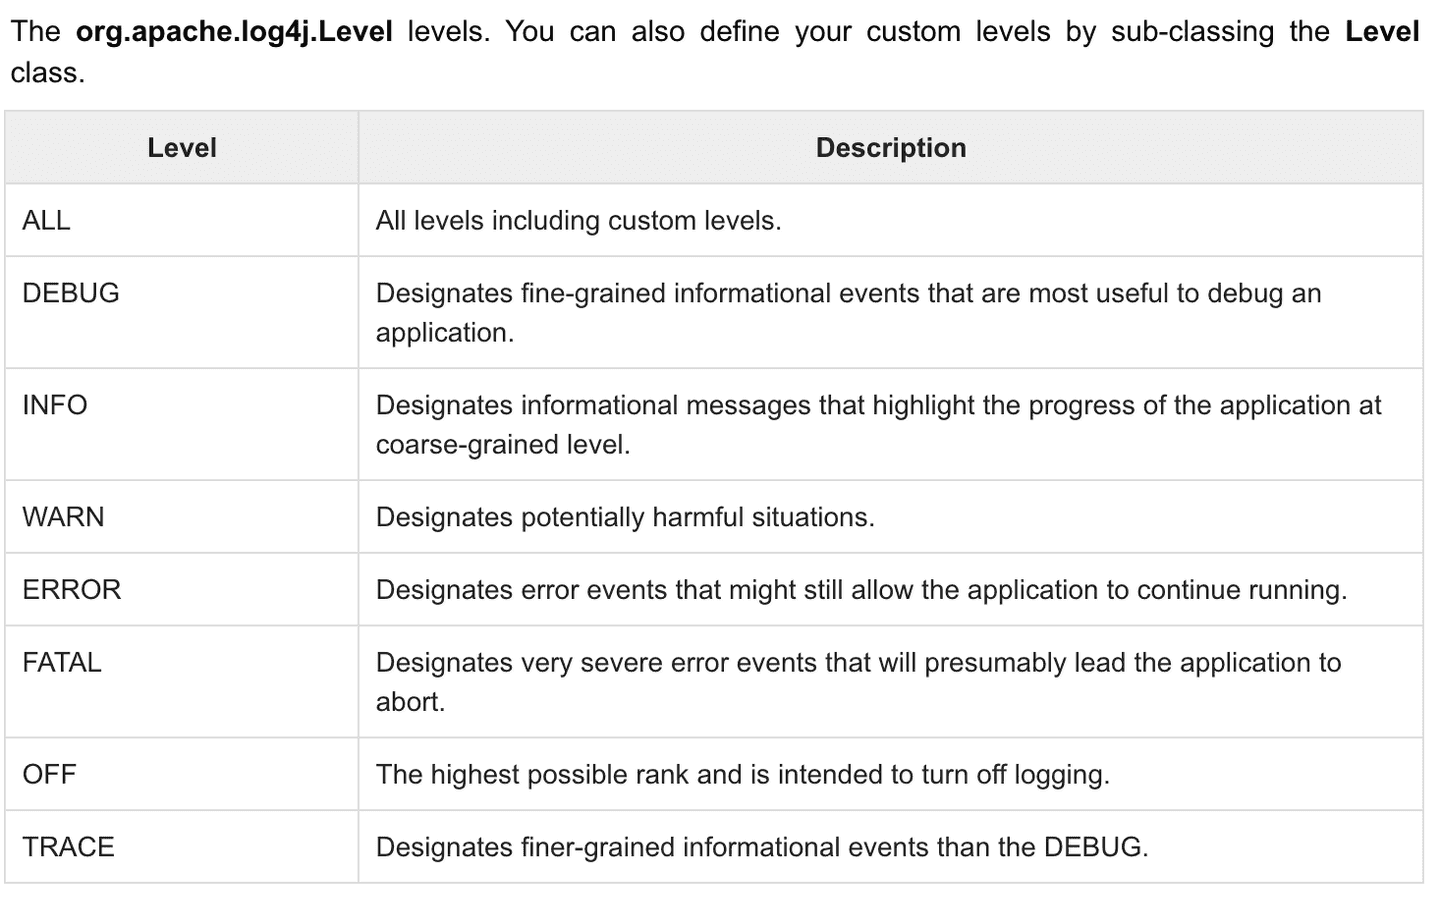 The org.apache.log4j.Level levels. You can also define your custom levels by sub-classing the Level
class.
Level Description
ALL All levels including custom levels.
DEBUG Designates fine-grained informational events that are most useful to debug an
application.
INFO Designates informational messages that highlight the progress of the application at
coarse-grained level.
WARN Designates potentially harmful situations.
ERROR Designates error events that might still allow the application to continue running.
FATAL Designates very severe error events that will presumably lead the application to
abort.
OFF The highest possible rank and is intended to turn off logging.
TRACE Designates finer-grained informational events than the DEBUG.